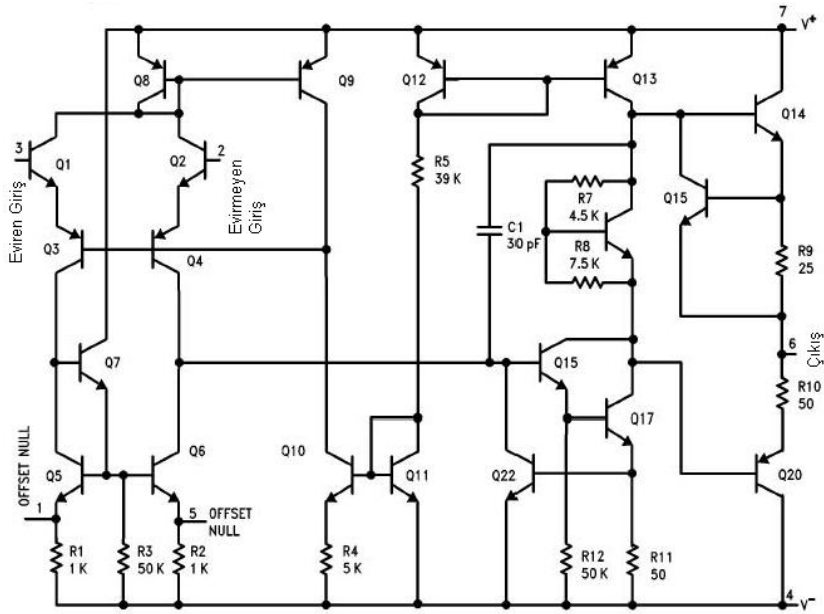 7
V+
Q8
Q9
Q12
Q13
Q14
3
Q1
Q2
2
R5
39 K
Q15
Eviren Giriş
Evirmeyen
Giriş
R7
4.5 K
C1
30 pF
R8
7.5 K
R9
25
Q3
Q4
6
Çıkış
Q7
Q15
R10
50
Q5
Q6
Q10
Q11
Q22
Q17
Q20
OFFSET NULL
1
5
OFFSET
NULL
R1
1 K
R3
50 K
R2
1 K
R4
5 K
R12
50 K
R11
50
4
V-